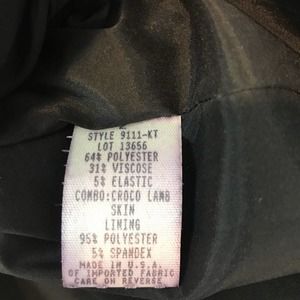 STYLE 9111-KT
LOT 13656
64% POLYESTER
31% VISCOSE
5% ELASTIC
COMBO:CROCO LAMB
SKIN
LINING
95% POLYESTER
5% SPANDEX
MADE IN U.S.A.
OF IMPORTED FABRIC
CARE ON REVERSE